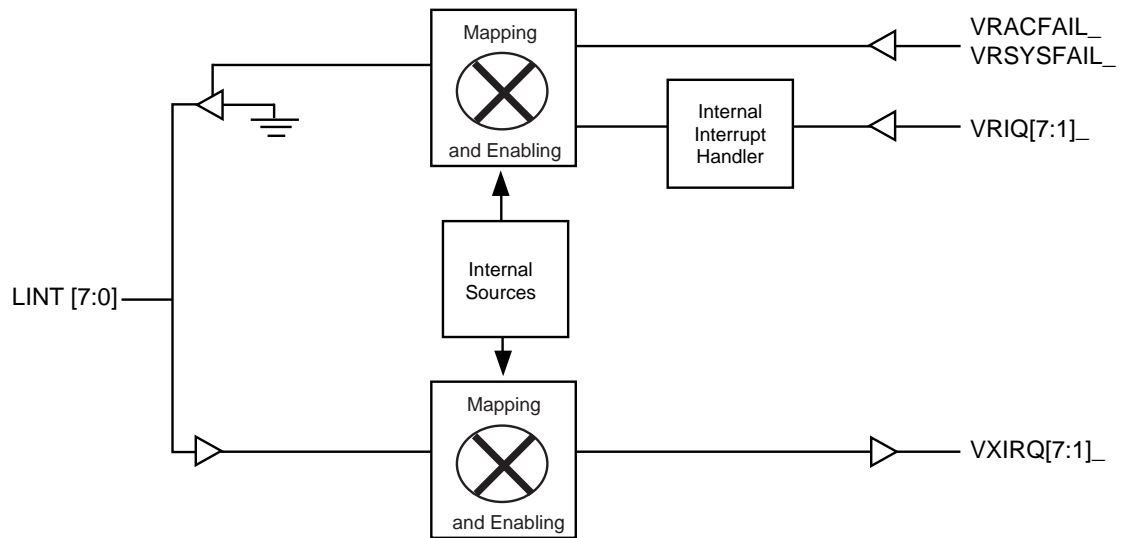 Mapping
and Enabling
VRACFAIL_
VRSYSFAIL_
Internal
Interrupt
Handler
VRIQ[7:1]_
Internal
Sources
LINT [7:0]
Mapping
and Enabling
VXIRQ[7:1]_